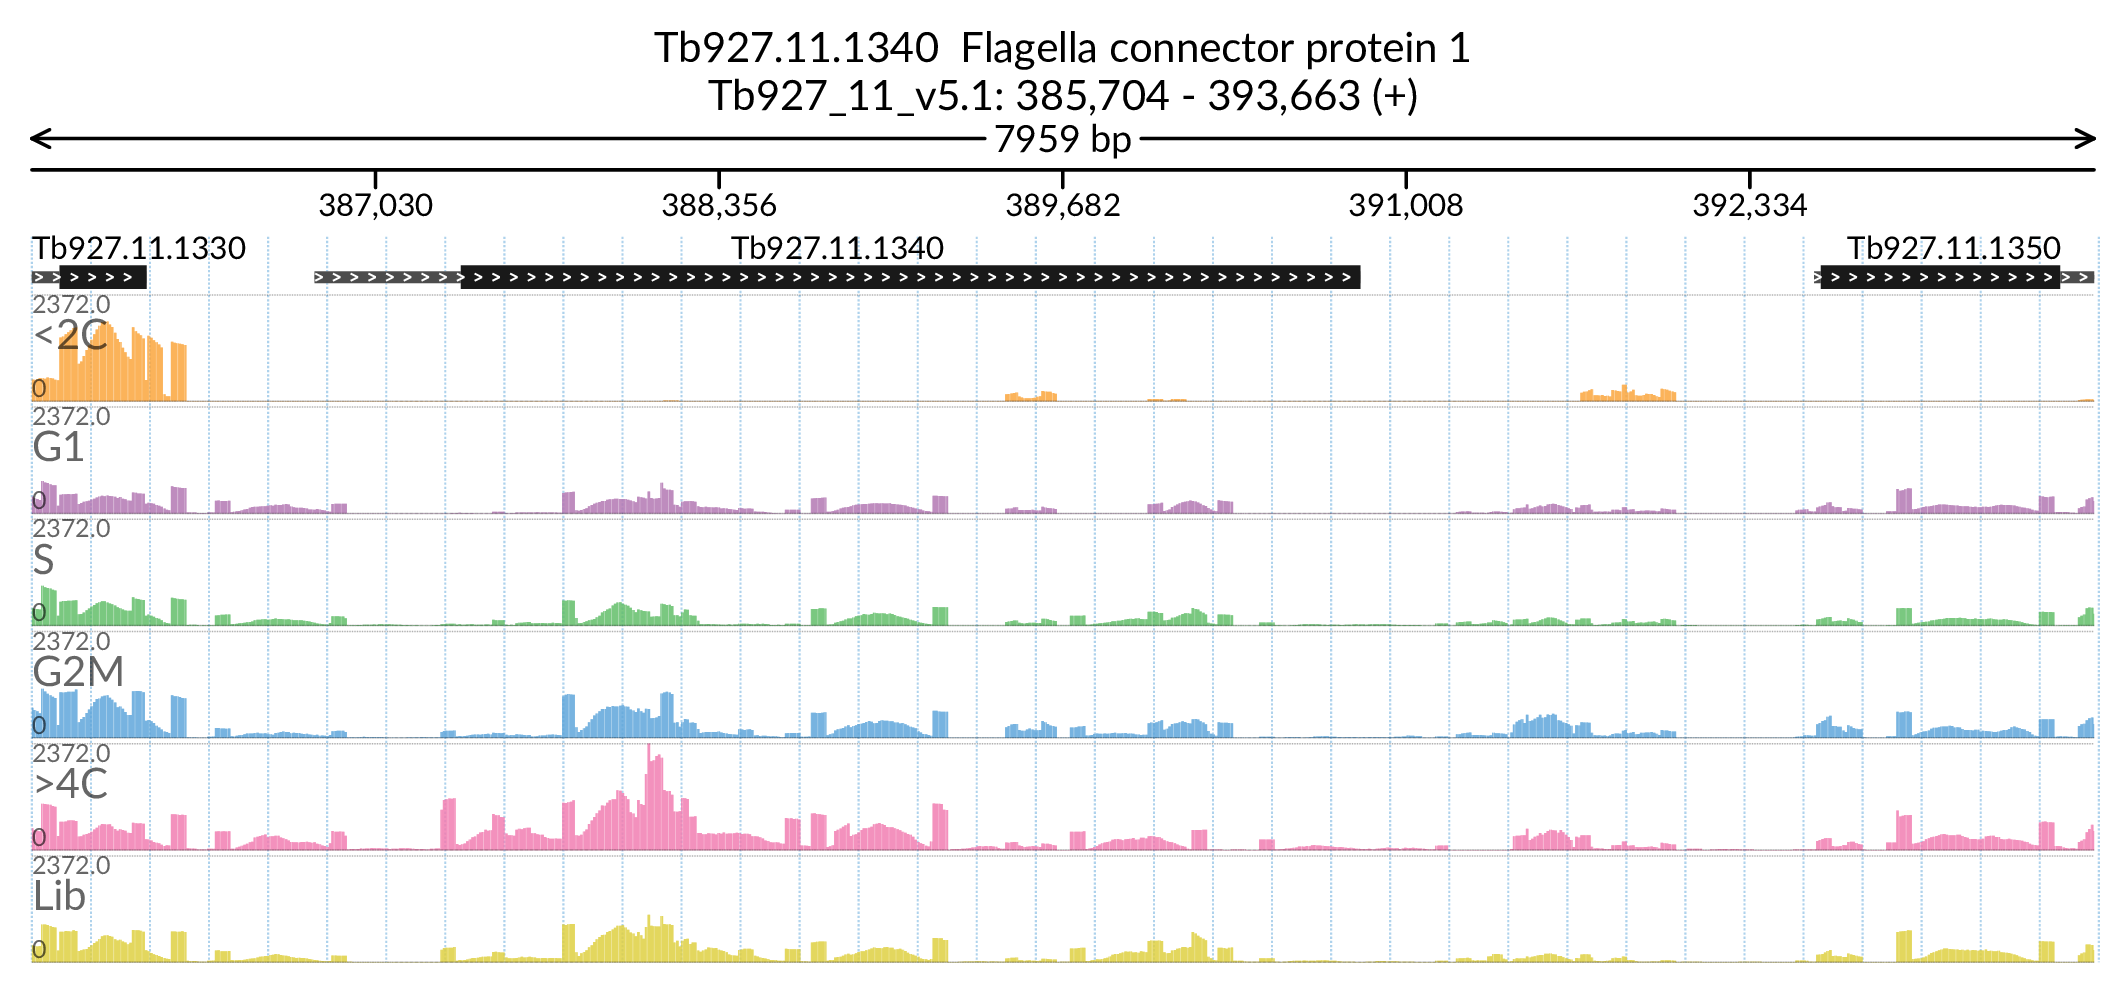 Tb927.11.1340  Flagella connector protein 1
Tb927_11_v5.1: 385,704 - 393,663 (+)
7959 bp
387,030 388,356 389,682 391,008 392,334
Tb927.11.1330 Tb927.11.1340 Tb927.11.1350
2372.0
<2C
0
2372.0
G1
0
2372.0
S
0
2372.0
G2M
0
2372.0
>4C
0
2372.0
Lib
0